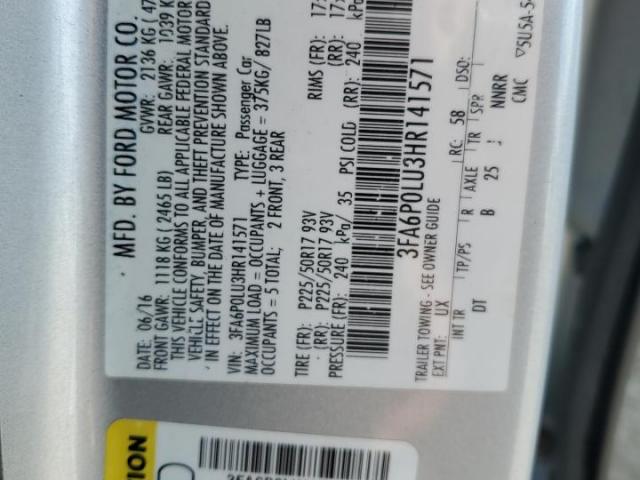 MFD. BY FORD MOTOR CO.
DATE: 06/16 GVWR: 2136 KG (
FRONT GAWR: 1118 KG (2465 LB) REAR GAWR: 1039 K
THIS VEHICLE CONFORMS TO ALL APPLICABLE FEDERAL MOTOR
VEHICLE SAFETY, BUMPER, AND THEFT PREVENTION STANDARD
IN EFFECT ON THE DATE OF MANUFACTURE SHOWN ABOVE.
VIN: 3FA6P0LU3HR141571 TYPE: Passenger Car
MAXIMUM LOAD = OCCUPANTS + LUGGAGE = 375KG/ 827LB
OCCUPANTS = 5 TOTAL; 2 FRONT, 3 REAR
TIRE (FR): P225/50R17 93V RIMS (FR): 17
(RR): P225/50R17 93V (RR): 17
PRESSURE (FR): 240 kPa/ 35 PSI COLD (RR): 240 kPa
3FA6P0LU3HR141571
TRAILER TOWING - SEE OWNER GUIDE
EXT PNT: UX RC: 58 DSO:
INT TR TP/PS R AXLE TR SPR
DT B 25 J NNRR
CMC
5U5A-5